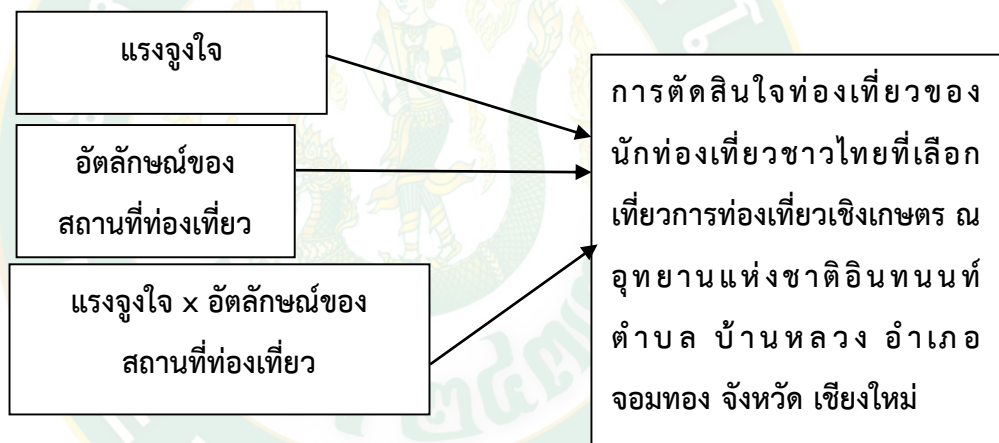 แรงจูงใจ
อัตลักษณ์ของ
สถานที่ท่องเที่ยว
แรงจูงใจ x อัตลักษณ์ของ
สถานที่ท่องเที่ยว
การตัดสินใจท่องเที่ยวของ
นักท่องเที่ยวชาวไทยที่เลือก
เที่ยวการท่องเที่ยวเชิงเกษตร ณ
อุทยานแห่งชาติอินทนนท์
ตำบล บ้านหลวง อำเภอ
จอมทอง จังหวัด เชียงใหม่